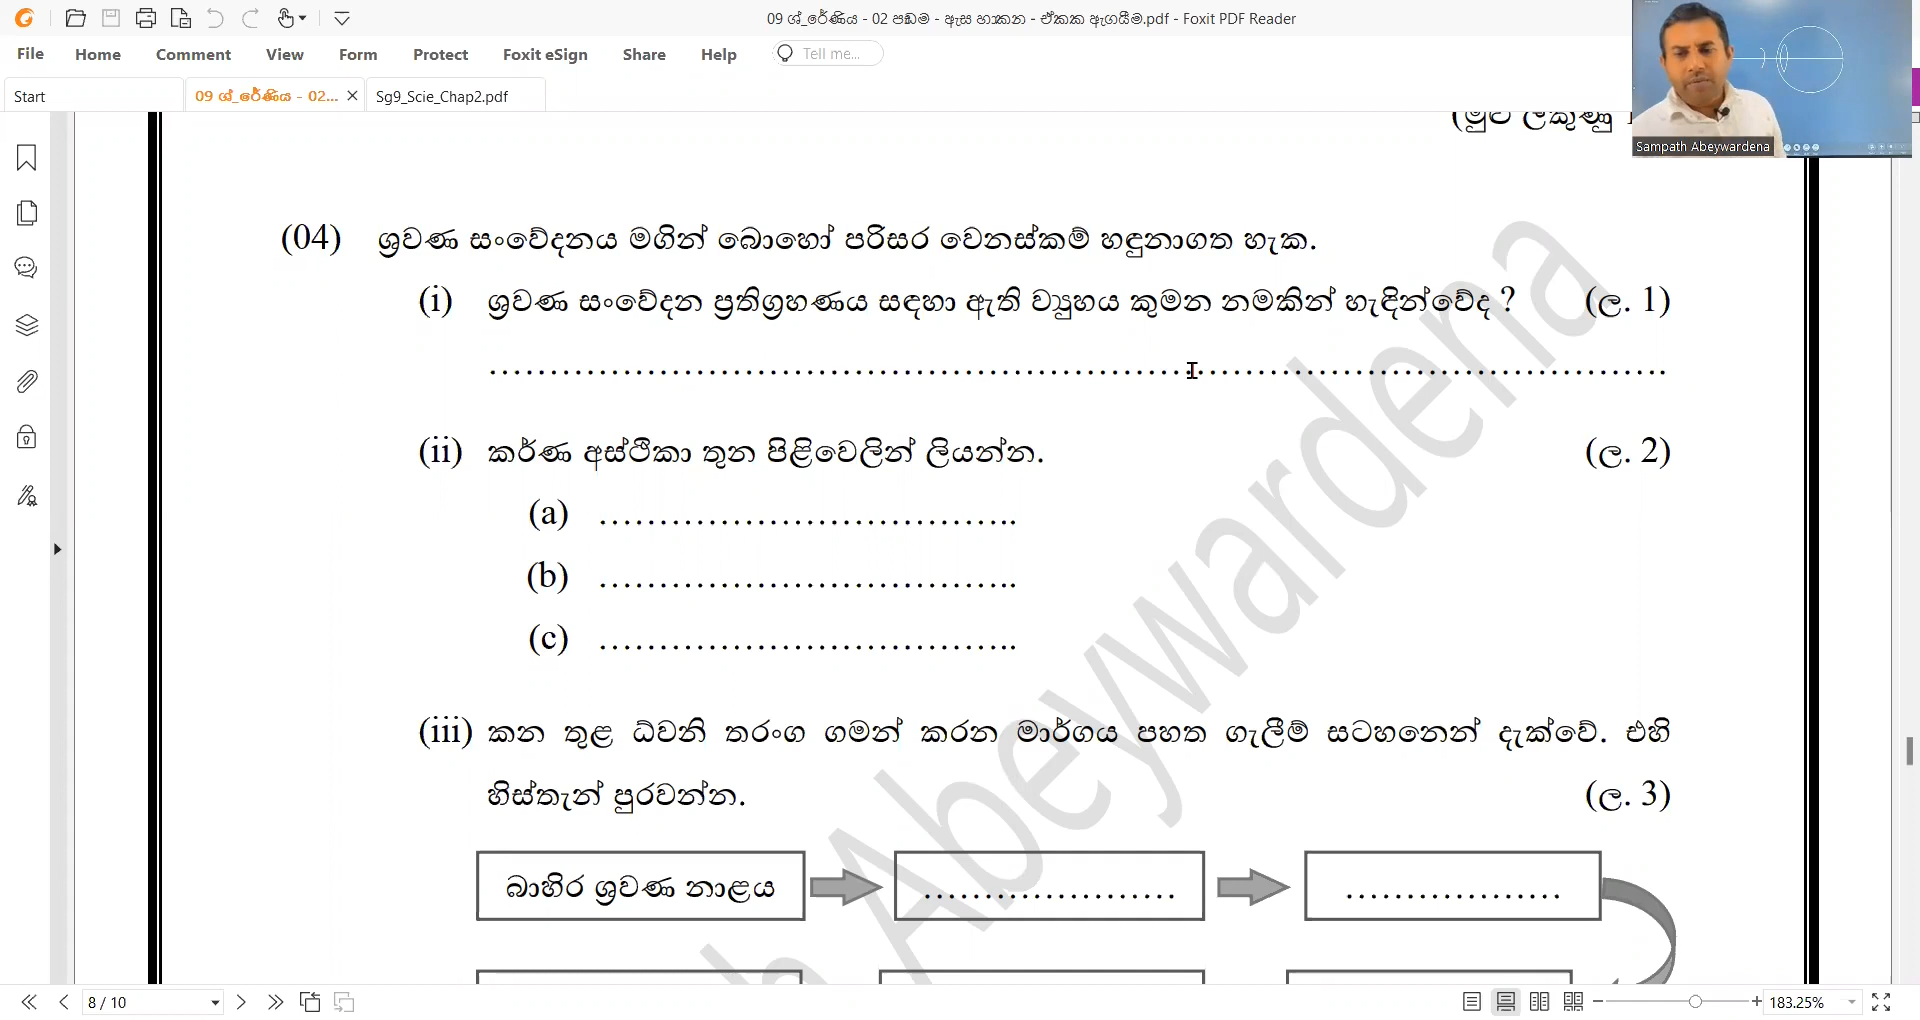 09 ශ්‍රේණිය - 02 පාඩම - ඇස හා කන - ඒකක ඇගයීම.pdf - Foxit PDF Reader
File Home Comment View Form Protect Foxit eSign Share Help Tell me...
Start 09 ශ්‍රේණිය - 02... Sg9_Scie_Chap2.pdf
Sampath Abeywardena
(04) ශ්‍රවණ සංවේදනය මගින් බොහෝ පරිසර වෙනස්කම් හඳුනාගත හැක.
(i) ශ්‍රවණ සංවේදන ප්‍රතිග්‍රහණය සඳහා ඇති ව්‍යුහය කුමන නමකින් හැඳින්වේද ? (ල. 1)
(ii) කර්ණ අස්ථිකා තුන පිළිවෙලින් ලියන්න. (ල. 2)
(a) ........................................
(b) ........................................
(c) ........................................
(iii) කන තුළ ධ්වනි තරංග ගමන් කරන මාර්ගය පහත ගැලීම් සටහනෙන් දැක්වේ. එහි
හිස්තැන් පුරවන්න. (ල. 3)
බාහිර ශ්‍රවණ නාළය
Abeywardena
8 / 10 183.25%